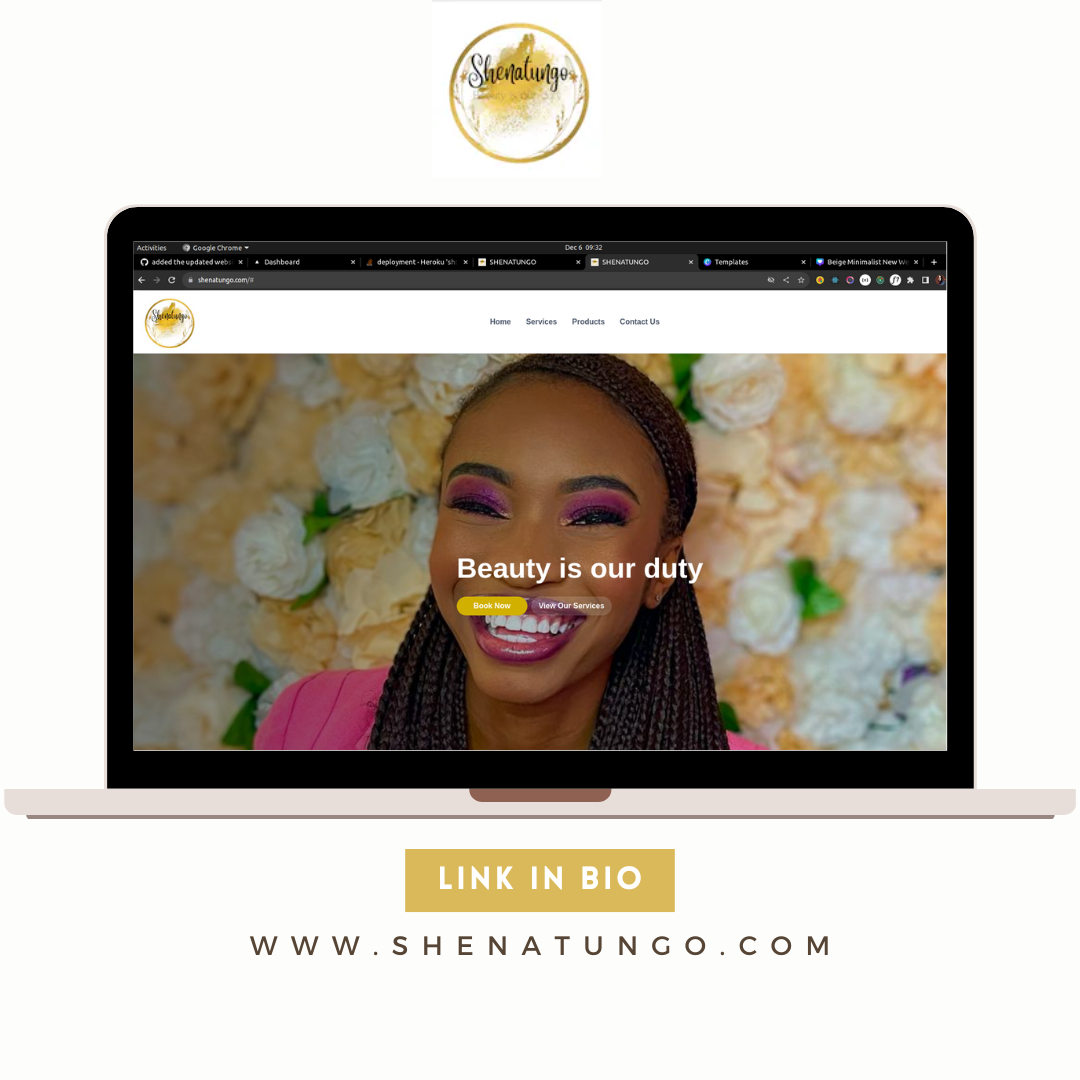 Shenatungo
Activities Google Chrome Dec 6 09:32
added the updated webs Dashboard deployment - Heroku "sh SHENATUNGO SHENATUNGO Templates Beige Minimalist New We
shenatungo.com/#
Shenatungo
Home Services Products Contact Us
Beauty is our duty
Book Now View Our Services
LINK IN BIO
WWW.SHENATUNGO.COM